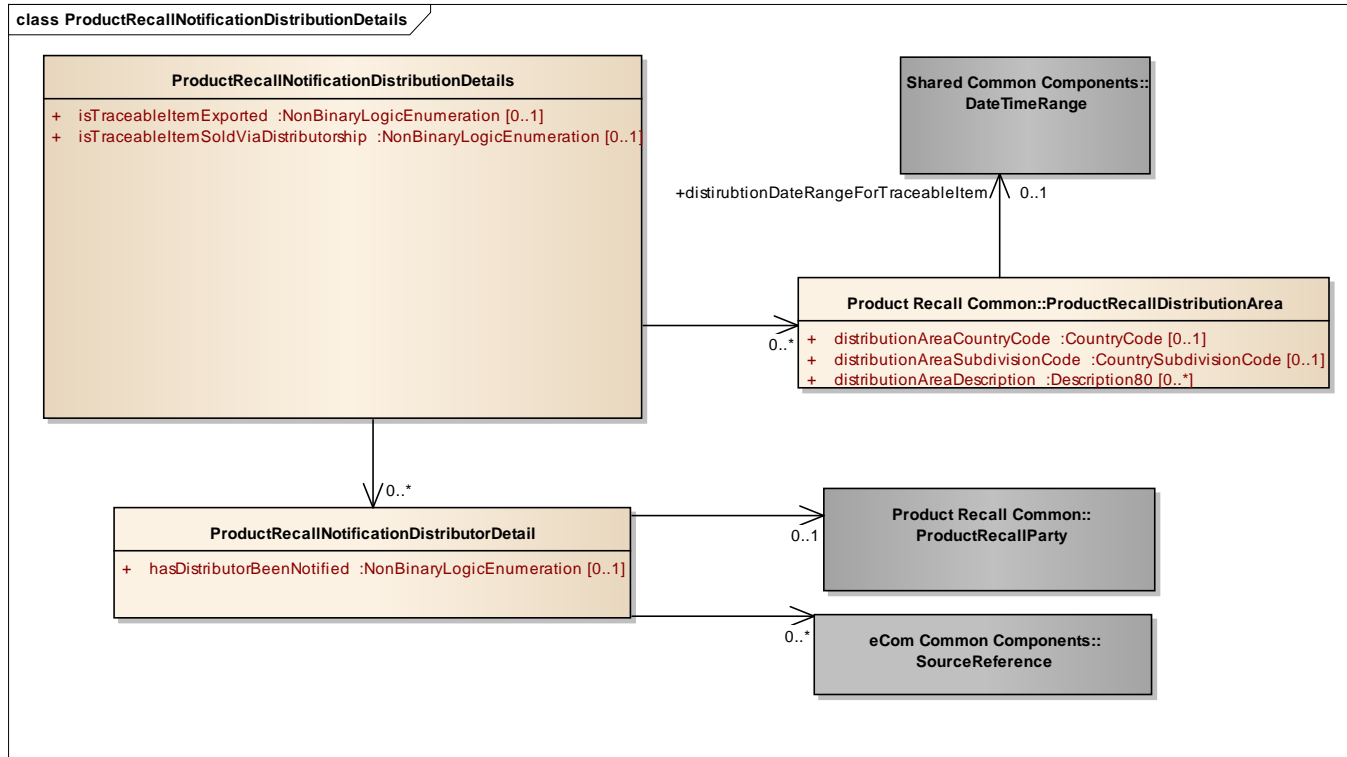 class ProductRecallNotificationDistributionDetails
ProductRecallNotificationDistributionDetails
+ isTraceableItemExported :NonBinaryLogicEnumeration [0..1]
+ isTraceableItemSoldViaDistributorship :NonBinaryLogicEnumeration [0..1]
Shared Common Components::
DateTimeRange
+distirubtionDateRangeForTraceableItem
0..1
Product Recall Common::ProductRecallDistributionArea
+ distributionAreaCountryCode :CountryCode [0..1]
+ distributionAreaSubdivisionCode :CountrySubdivisionCode [0..1]
+ distributionAreaDescription :Description80 [0..*]
0..*
0..*
ProductRecallNotificationDistributorDetail
+ hasDistributorBeenNotified :NonBinaryLogicEnumeration [0..1]
0..1
Product Recall Common::
ProductRecallParty
0..*
eCom Common Components::
SourceReference